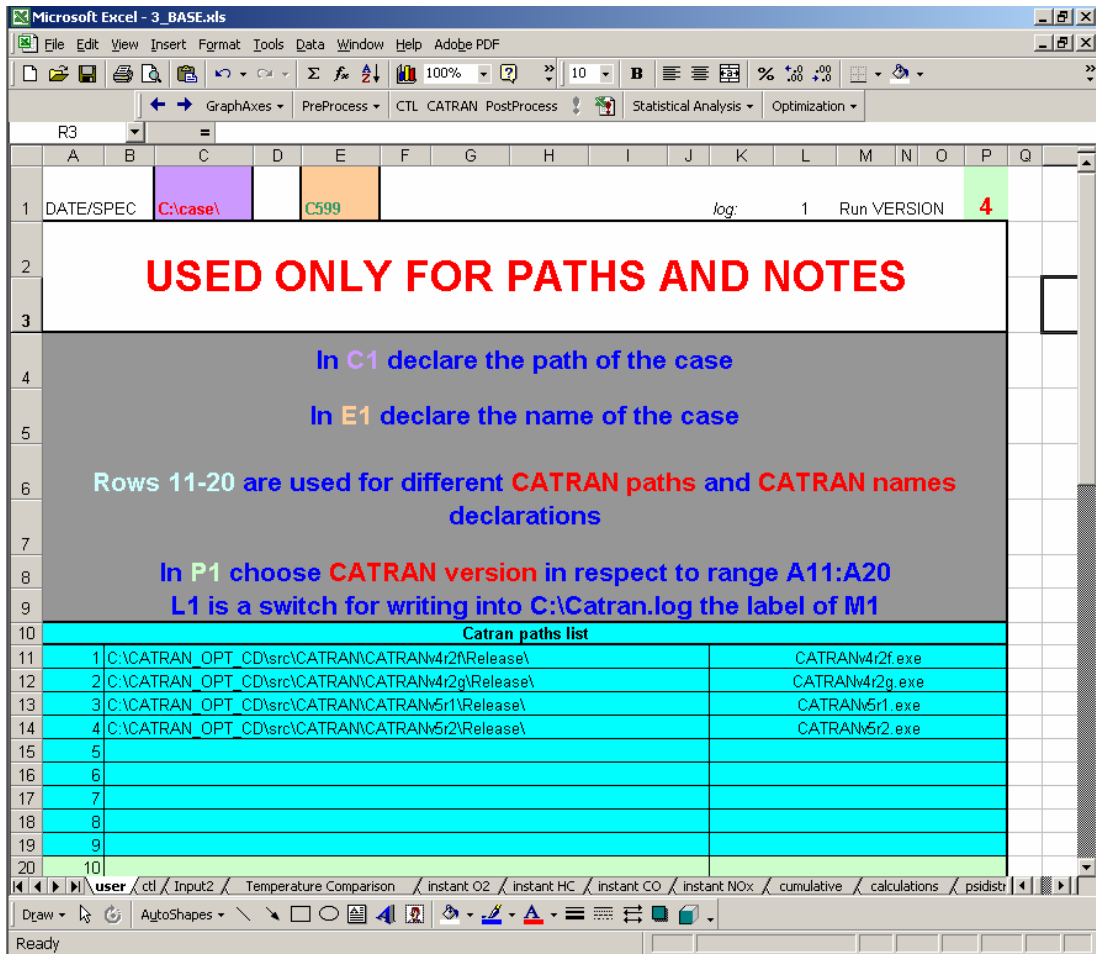 Microsoft Excel - 3_BASE.xls
File Edit View Insert Format Tools Data Window Help Adobe PDF
100% 10 B % .00 .00
GraphAxes PreProcess CTL CATRAN PostProcess Statistical Analysis Optimization
R3 =
A B C D E F G H I J K L M N O P Q
1 DATE/SPEC C:\case\ C599 log: 1 Run VERSION 4
2 USED ONLY FOR PATHS AND NOTES
3
4 In C1 declare the path of the case
5 In E1 declare the name of the case
6 Rows 11-20 are used for different CATRAN paths and CATRAN names
7 declarations
8 In P1 choose CATRAN version in respect to range A11:A20
9 L1 is a switch for writing into C:\Catran.log the label of M1
10 Catran paths list
11 1 C:\CATRAN_OPT_CD\src\CATRAN\CATRANv4r2f\Release\ CATRANv4r2f.exe
12 2 C:\CATRAN_OPT_CD\src\CATRAN\CATRANv4r2g\Release\ CATRANv4r2g.exe
13 3 C:\CATRAN_OPT_CD\src\CATRAN\CATRANv5r1\Release\ CATRANv5r1.exe
14 4 C:\CATRAN_OPT_CD\src\CATRAN\CATRANv5r2\Release\ CATRANv5r2.exe
15 5
16 6
17 7
18 8
19 9
20 10
user ctl Input2 Temperature Comparison instant O2 instant HC instant CO instant NOx cumulative calculations psidistr
Draw AutoShapes
Ready